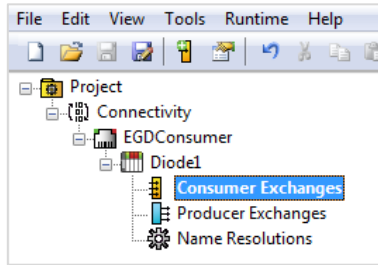 File Edit View Tools Runtime Help
Project
Connectivity
EGDConsumer
Diode1
Consumer Exchanges
Producer Exchanges
Name Resolutions